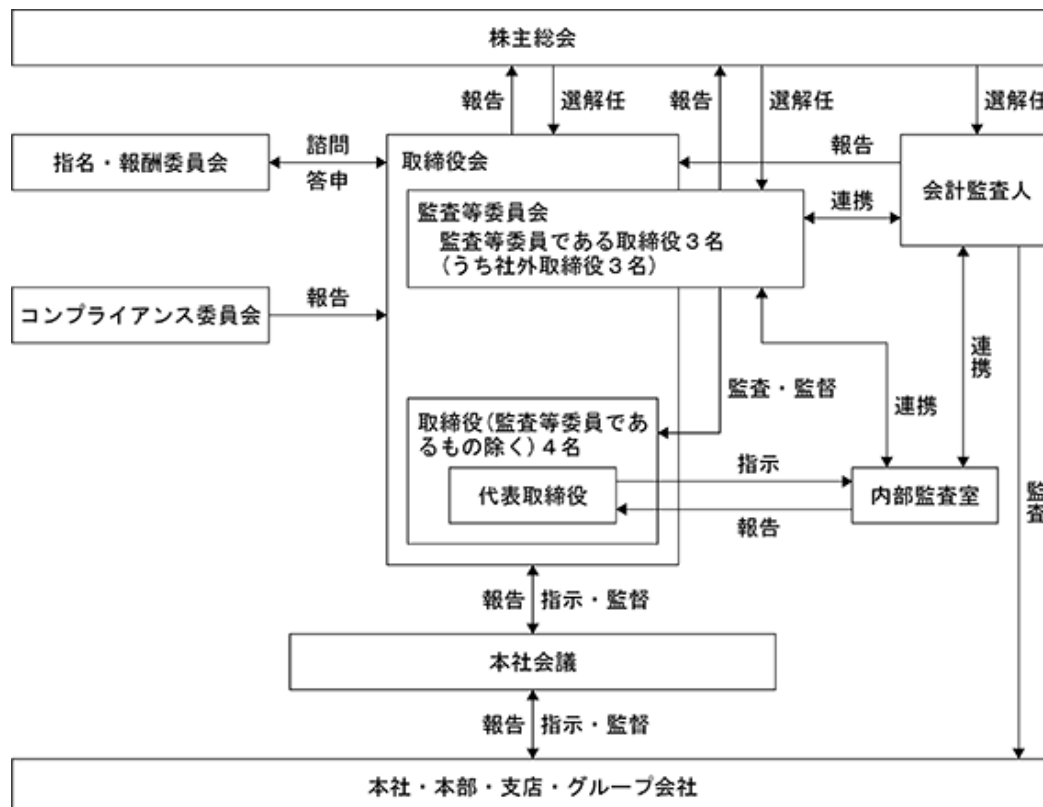 株主総会
報告
選解任
報告
選解任
選解任
指名・報酬委員会
諮問
答申
取締役会
報告
会計監査人
監査等委員会
監査等委員である取締役3名
(うち社外取締役3名)
連携
コンプライアンス委員会
報告
監査・監督
連携
連携
取締役(監査等委員であ
るもの除く)4名
代表取締役
指示
報告
内部監査室
監査
報告
指示・監督
本社会議
報告
指示・監督
本社・本部・支店・グループ会社